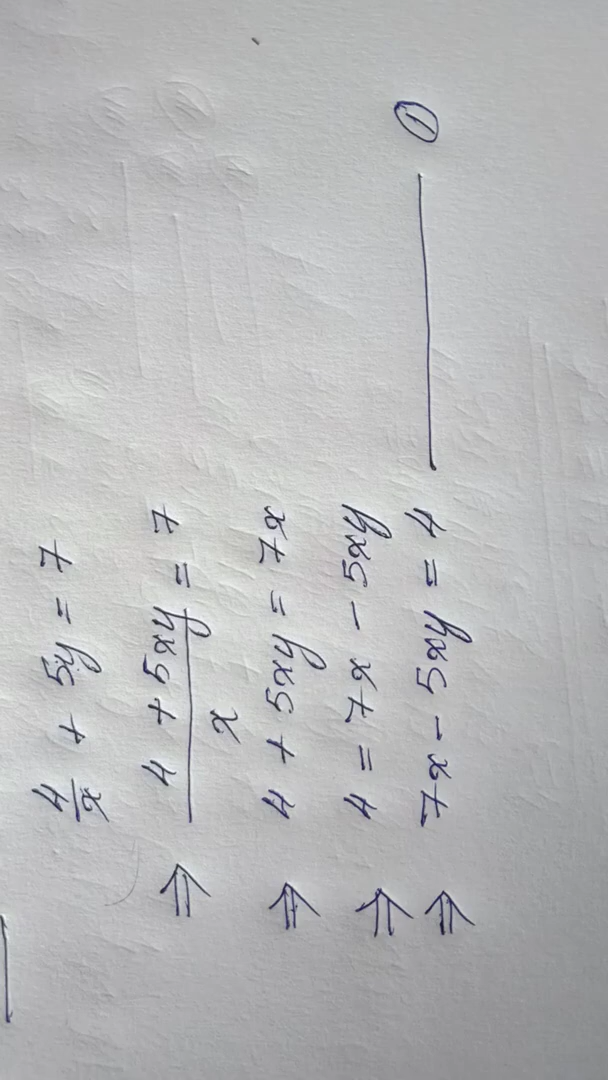 4/x + 5y = 7
⇒ (4 + 5xy)/x = 7
⇒ 4 + 5xy = 7x
⇒ 4 = 7x - 5xy
⇒ 7x - 5xy = 4 ——— ①